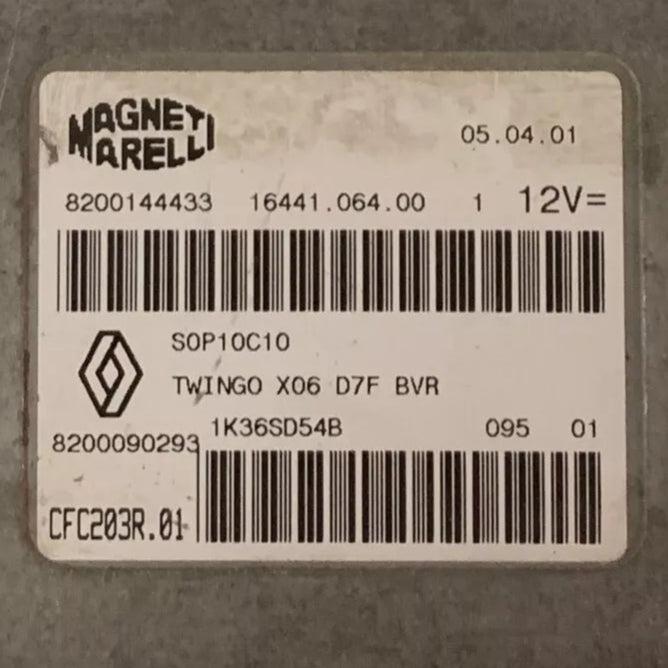 MAGNETI
MARELLI
05.04.01
8200144433 16441.064.00 1 12V=
SOP10C10
TWINGO X06 D7F BVR
1K36SD54B 095 01
8200090293
CFC203R.01